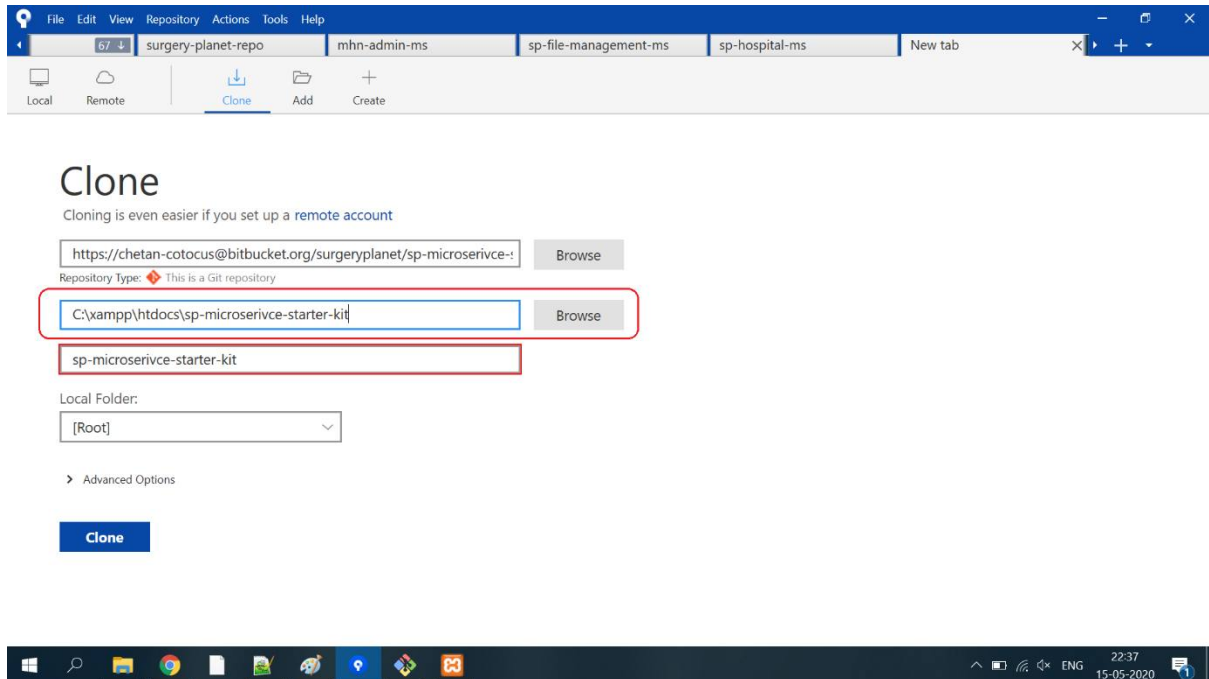 File Edit View Repository Actions Tools Help
67 surgery-planet-repo mhn-admin-ms sp-file-management-ms sp-hospital-ms New tab
Local Remote Clone Add Create
Clone
Cloning is even easier if you set up a remote account
https://chetan-cotocus@bitbucket.org/surgeryplanet/sp-microserivce-s Browse
Repository Type: This is a Git repository
C:\xampp\htdocs\sp-microserivce-starter-kit Browse
sp-microserivce-starter-kit
Local Folder:
[Root]
Advanced Options
Clone
22:37
ENG
15-05-2020
1